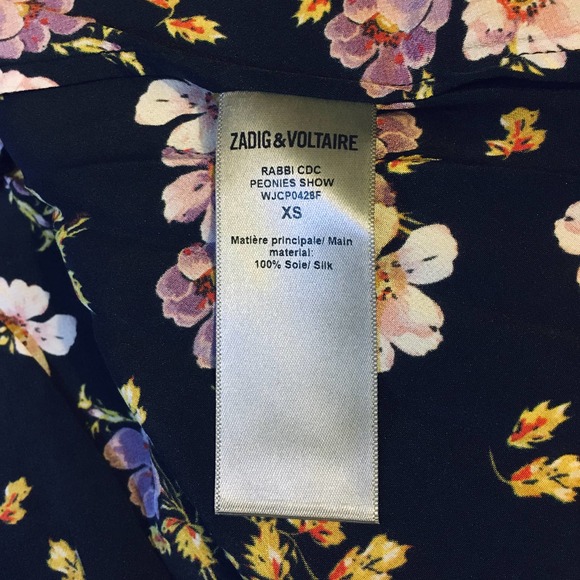 ZADIG&VOLTAIRE
RABBI CDC
PEONIES SHOW
WJCP0428F
XS
Matière principale/ Main
material:
100% Soie/ Silk